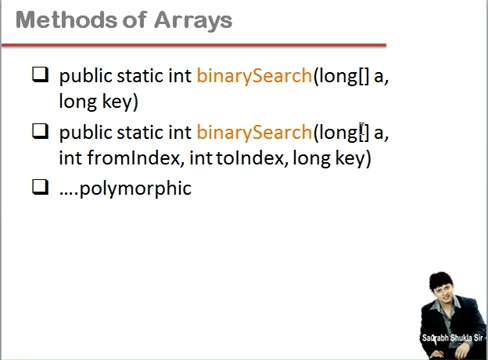 Methods of Arrays
❑ public static int binarySearch(long[] a,
long key)
❑ public static int binarySearch(long[] a,
int fromIndex, int toIndex, long key)
❑ ....polymorphic
Saurabh Shukla Sir